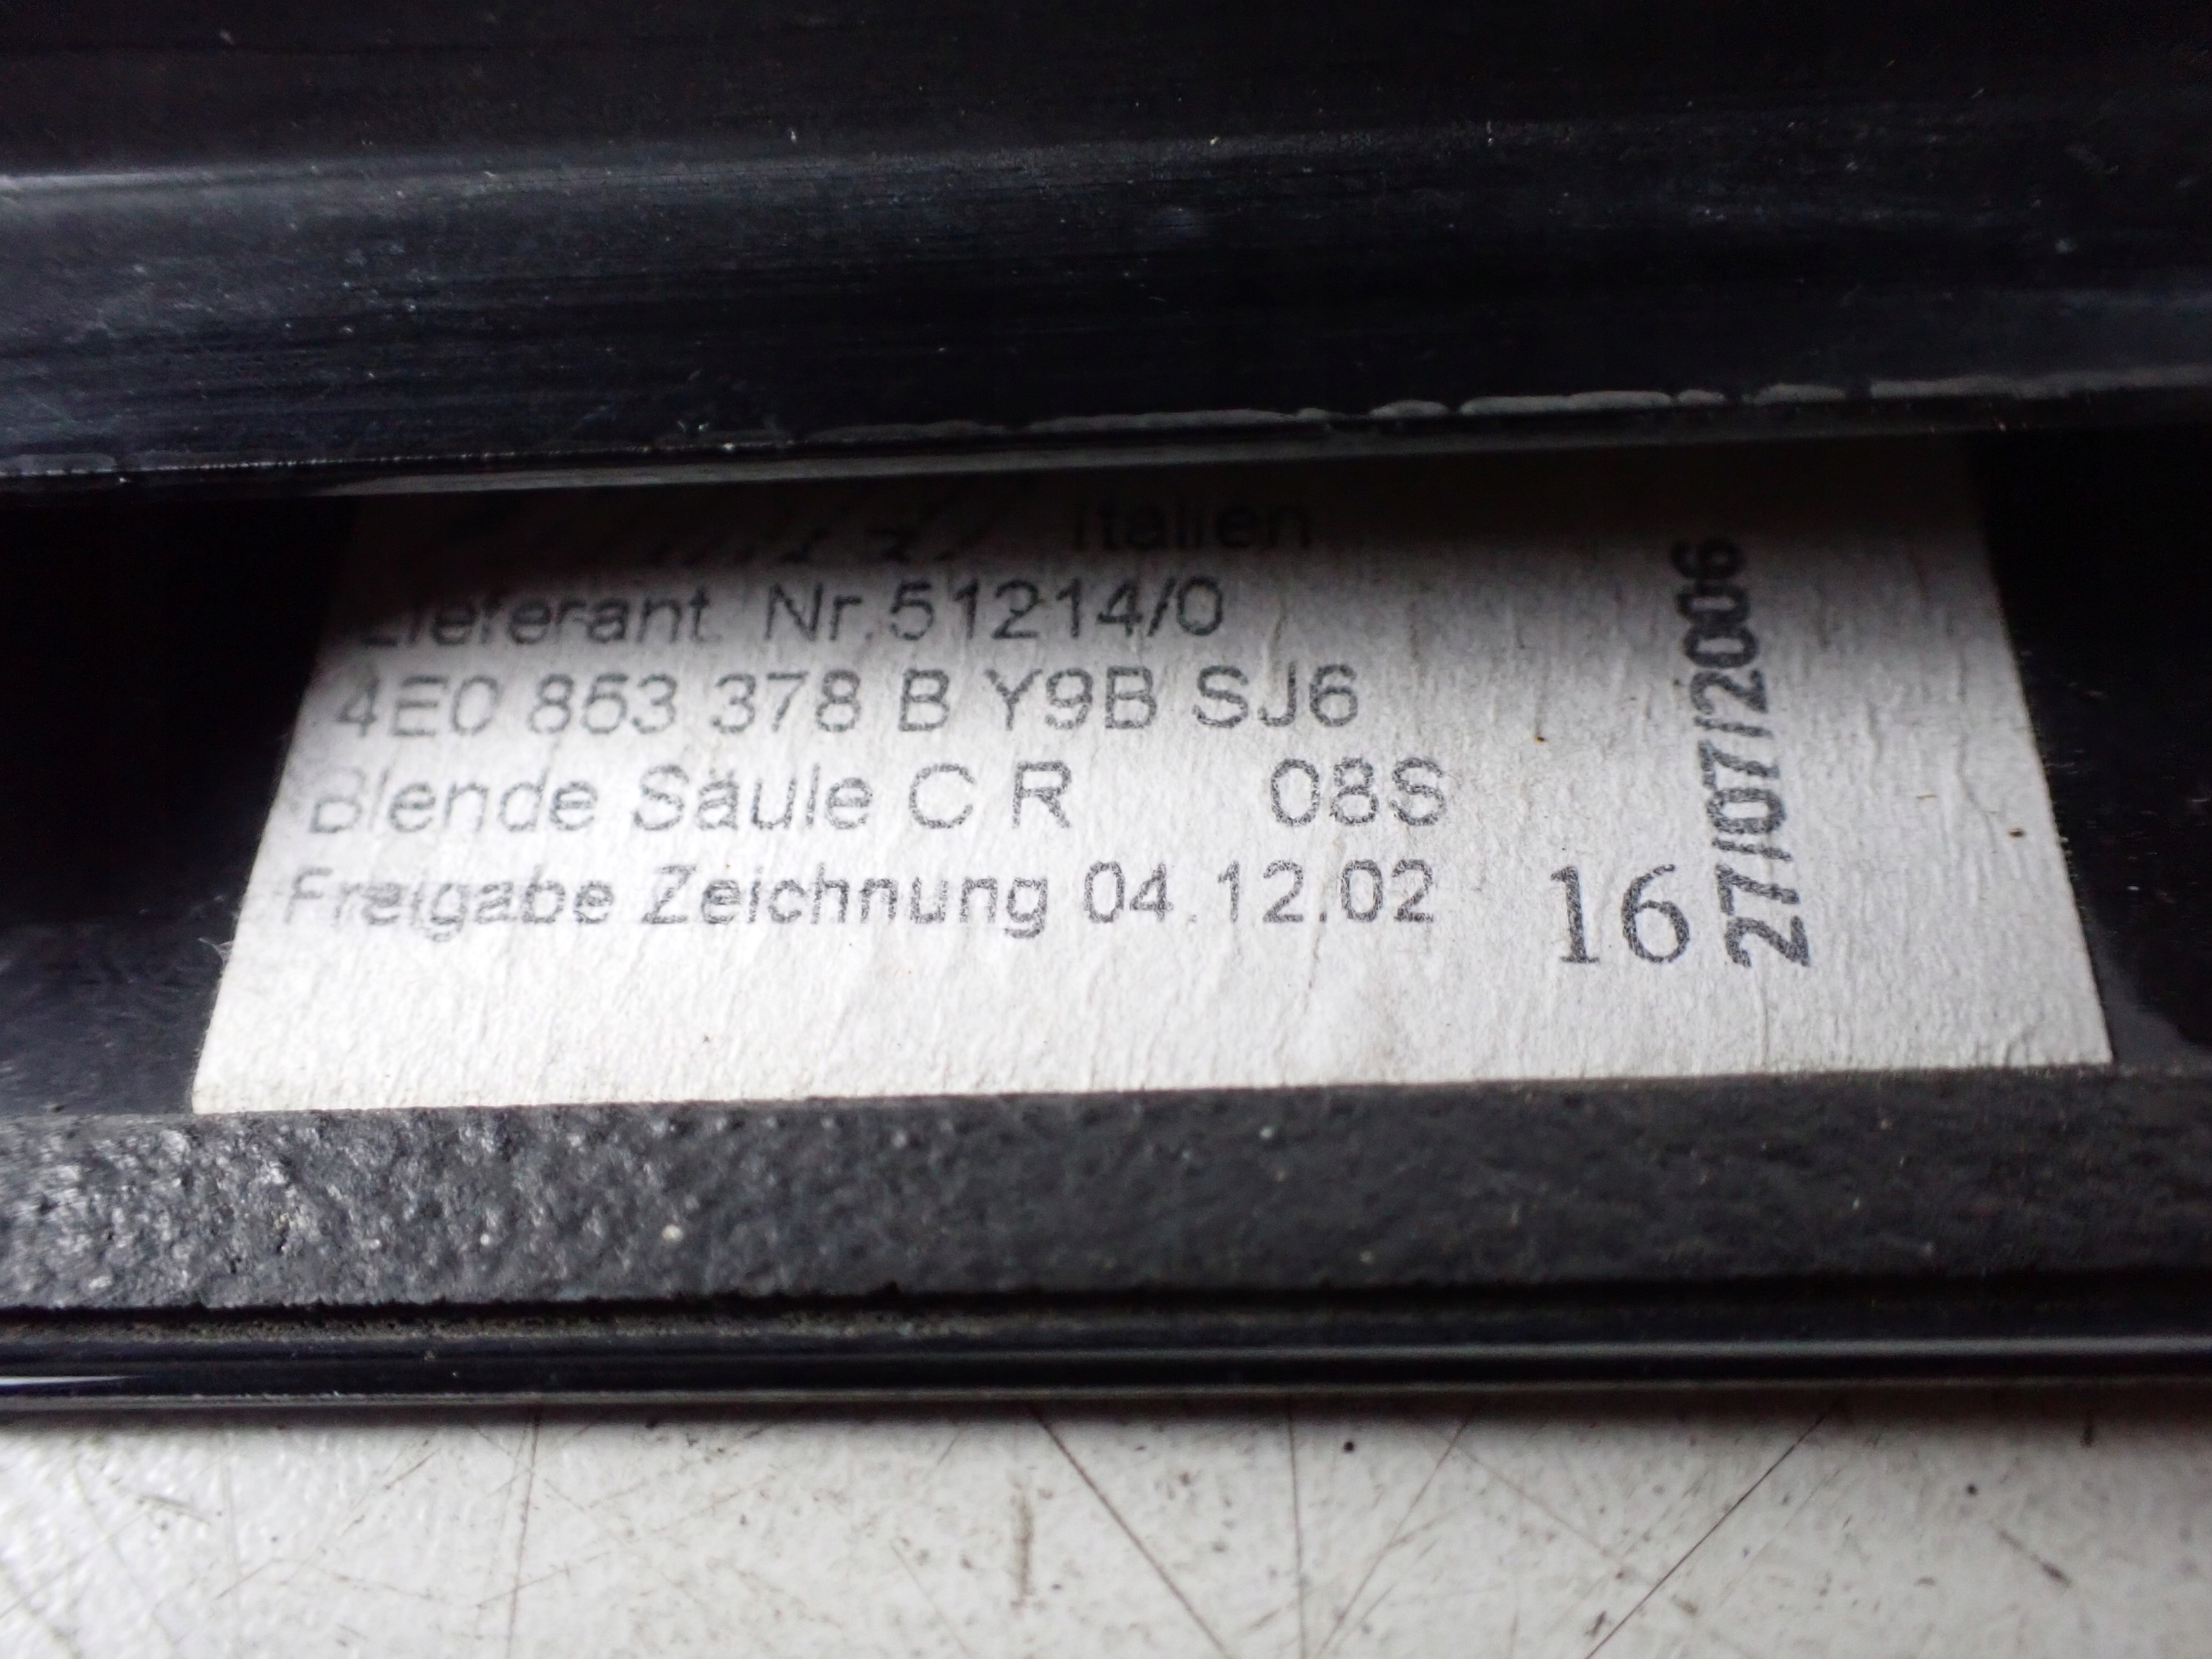 Italien
Lieferant. Nr.51214/0
4E0 853 378 B Y9B SJ6
Blende Säule C R 08S
Freigabe Zeichnung 04.12.02
16
27/07/2006